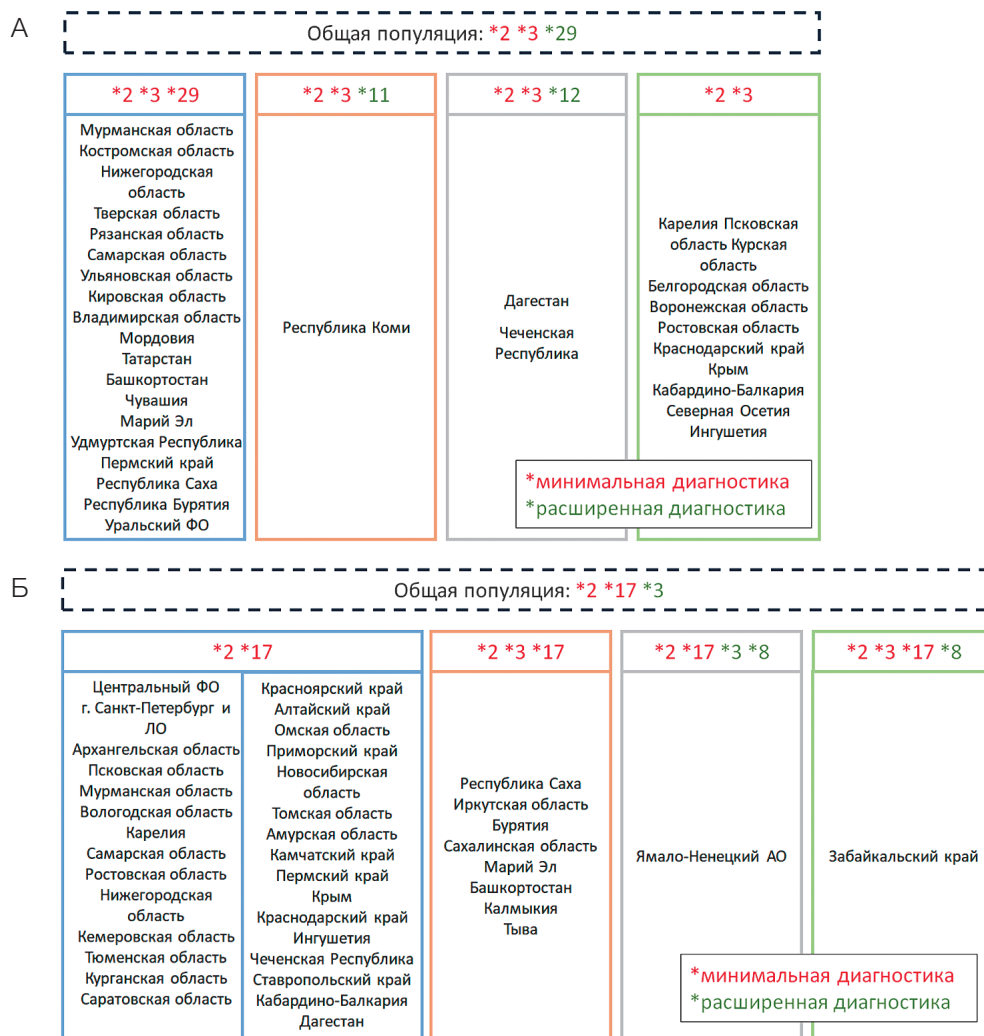 А
Общая популяция: *2 *3 *29
*2 *3 *29
Мурманская область
Костромская область
Нижегородская
область
Тверская область
Рязанская область
Самарская область
Ульяновская область
Кировская область
Владимирская область
Мордовия
Татарстан
Башкортостан
Чувашия
Марий Эл
Удмуртская Республика
Пермский край
Республика Саха
Республика Бурятия
Уральский ФО
*2 *3 *11
Республика Коми
*2 *3 *12
Дагестан
Чеченская
Республика
*2 *3
Карелия Псковская
область Курская
область
Белгородская область
Воронежская область
Ростовская область
Краснодарский край
Крым
Кабардино-Балкария
Северная Осетия
Ингушетия
*минимальная диагностика
*расширенная диагностика
Б
Общая популяция: *2 *17 *3
*2 *17
Центральный ФО
г. Санкт-Петербург и
ЛО
Архангельская область
Псковская область
Мурманская область
Вологодская область
Карелия
Самарская область
Ростовская область
Нижегородская
область
Кемеровская область
Тюменская область
Курганская область
Саратовская область
Красноярский край
Алтайский край
Омская область
Приморский край
Новосибирская
область
Томская область
Амурская область
Камчатский край
Пермский край
Крым
Краснодарский край
Ингушетия
Чеченская Республика
Ставропольский край
Кабардино-Балкария
Дагестан
*2 *3 *17
Республика Саха
Иркутская область
Бурятия
Сахалинская область
Марий Эл
Башкортостан
Калмыкия
Тыва
*2 *17 *3 *8
Ямало-Ненецкий АО
*2 *3 *17 *8
Забайкальский край
*минимальная диагностика
*расширенная диагностика